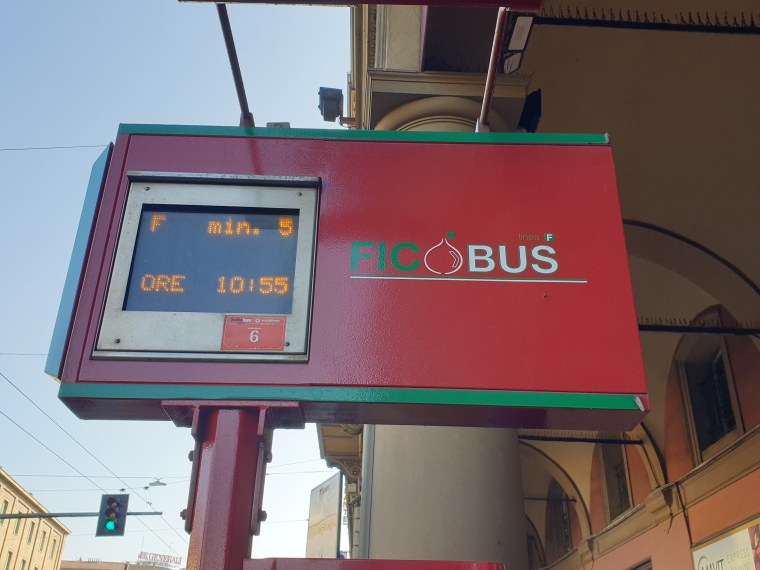 F min. 5
ORE 10:55
linea F
FICOBUS
6